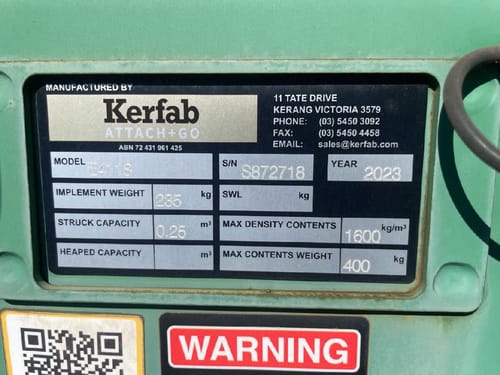 MANUFACTURED BY
Kerfab
ATTACH+GO
ABN 72 431 961 425
11 TATE DRIVE
KERANG VICTORIA 3579
PHONE: (03) 5450 3092
FAX: (03) 5450 4458
EMAIL: sales@kerfab.com
MODEL
S/N S872718
YEAR 2023
IMPLEMENT WEIGHT 235 kg
SWL kg
STRUCK CAPACITY 0.25 m³
MAX DENSITY CONTENTS 1600 kg/m³
HEAPED CAPACITY m³
MAX CONTENTS WEIGHT 400 kg
WARNING